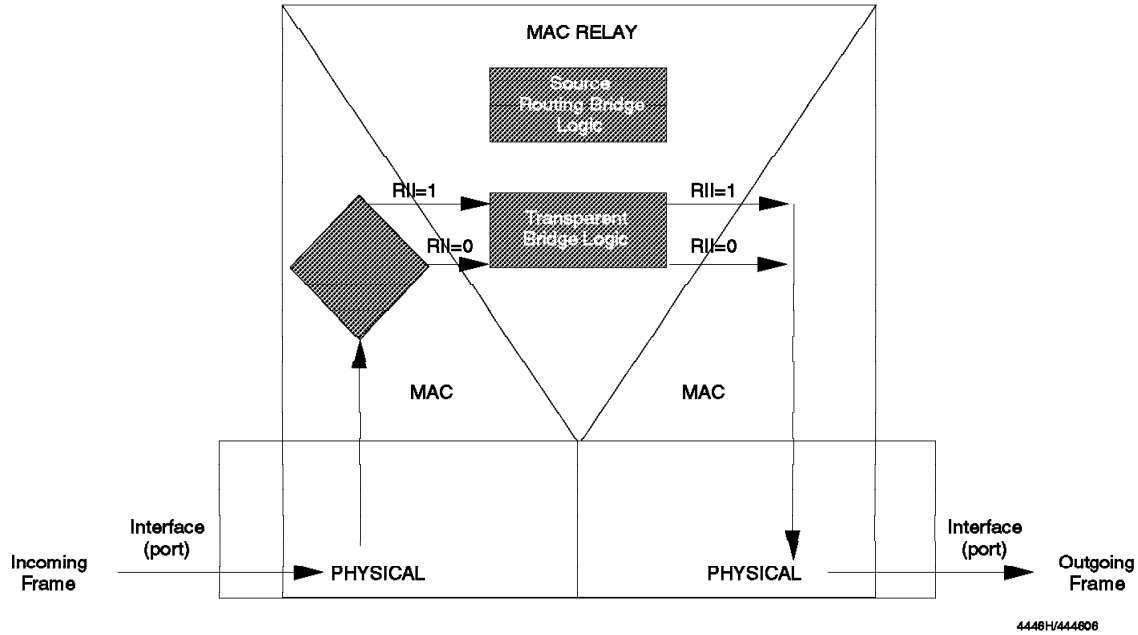 MAC RELAY
Source
Routing Bridge
Logic
RII=1
RII=1
Transparent
Bridge Logic
RII=0
RII=0
MAC
MAC
Interface
(port)
Interface
(port)
Incoming
Frame
PHYSICAL
PHYSICAL
Outgoing
Frame
4446H/444606